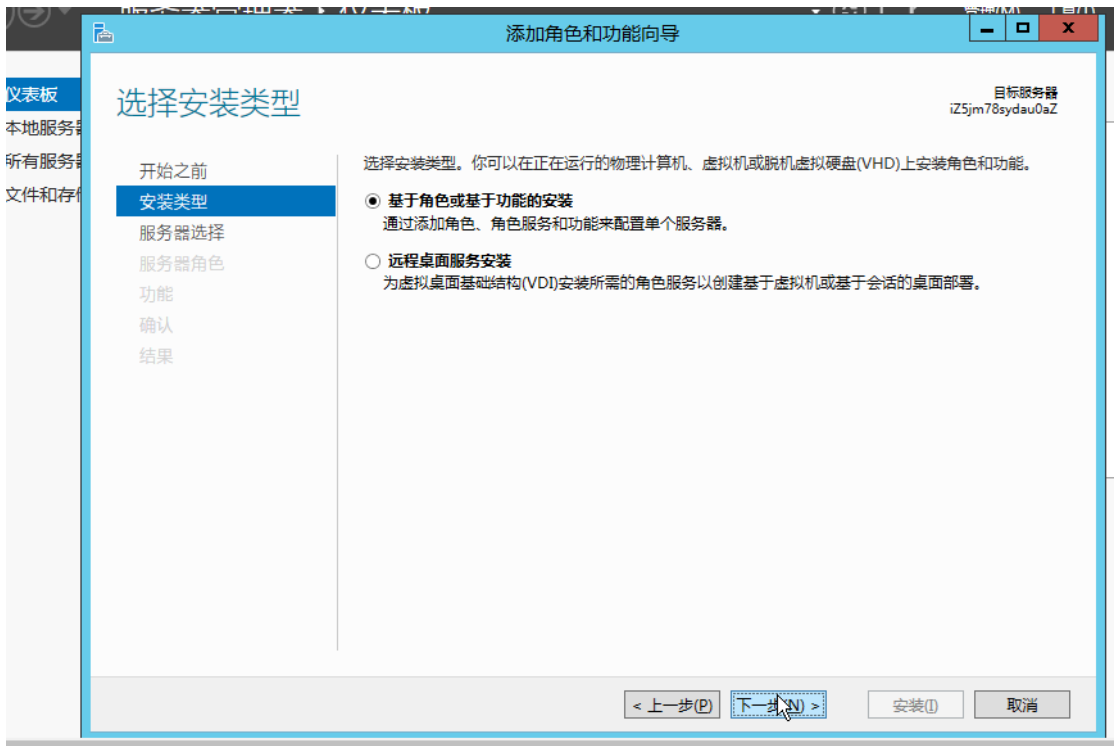 添加角色和功能向导
仪表板
本地服务
所有服务
文件和存
选择安装类型
目标服务器
iZ5jm78sydau0aZ
开始之前
安装类型
服务器选择
服务器角色
功能
确认
结果
选择安装类型。你可以在正在运行的物理计算机、虚拟机或脱机虚拟硬盘(VHD)上安装角色和功能。
基于角色或基于功能的安装
通过添加角色、角色服务和功能来配置单个服务器。
远程桌面服务安装
为虚拟桌面基础结构(VDI)安装所需的角色服务以创建基于虚拟机或基于会话的桌面部署。
< 上一步(P)
下一步(N) >
安装(I)
取消